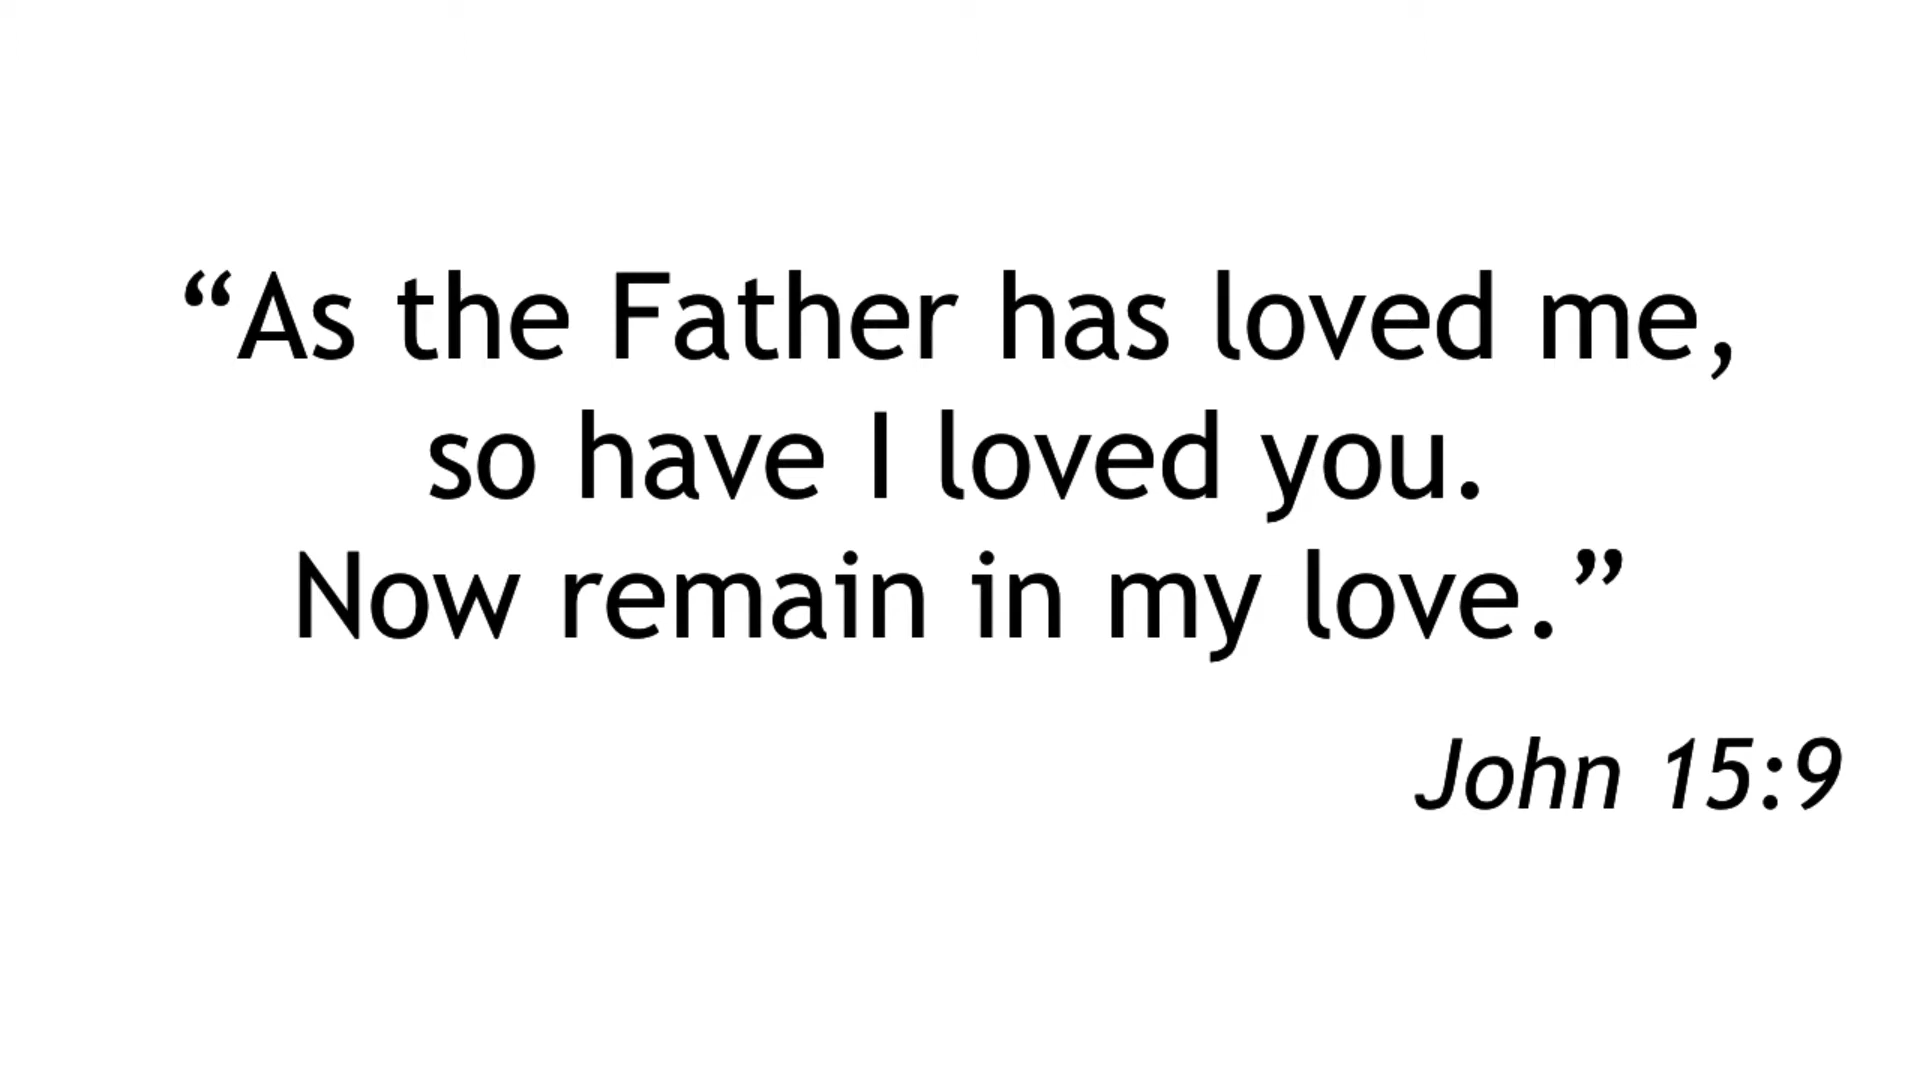 “As the Father has loved me,
so have I loved you.
Now remain in my love.”
John 15:9